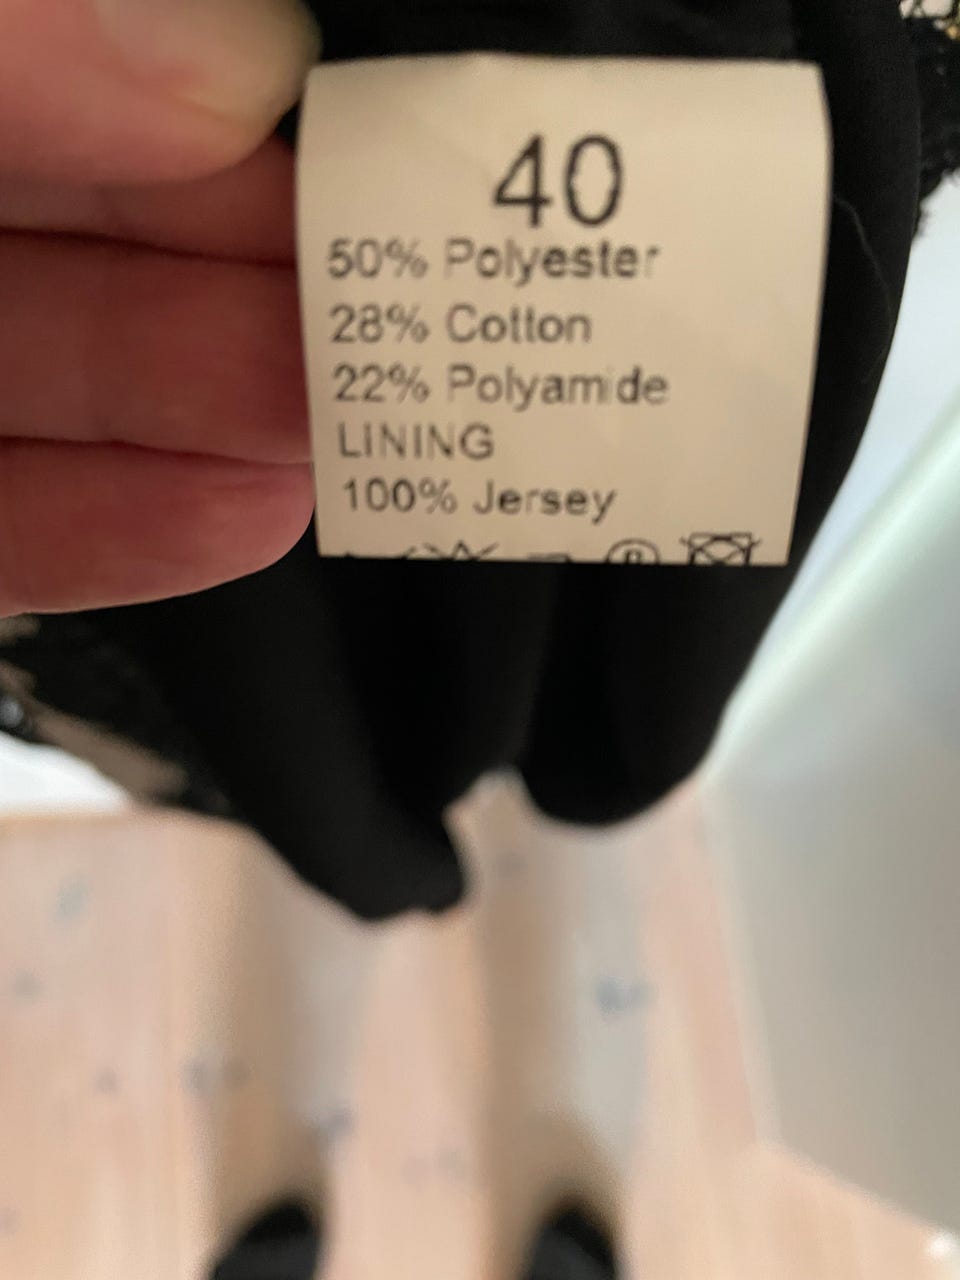 40
50% Polyester
28% Cotton
22% Polyamide
LINING
100% Jersey